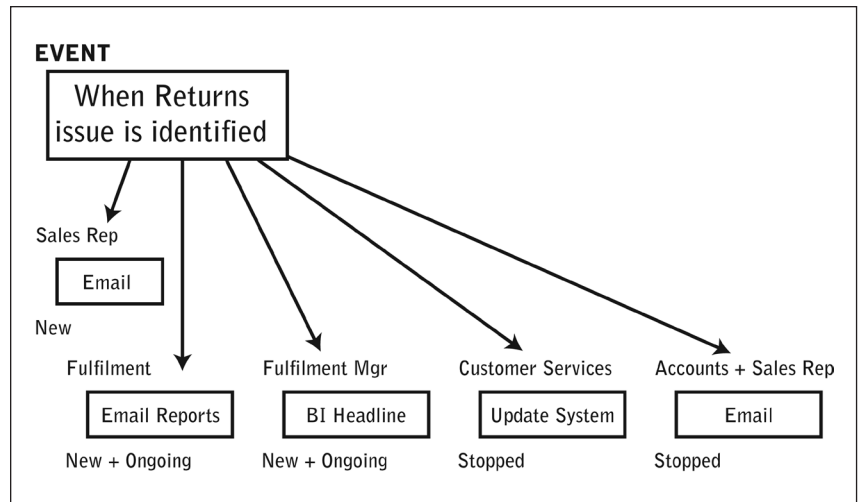 EVENT
When Returns
issue is identified
Sales Rep
Email
New
Fulfilment
Fulfilment Mgr
Customer Services
Accounts + Sales Rep
Email Reports
BI Headline
Update System
Email
New + Ongoing
New + Ongoing
Stopped
Stopped